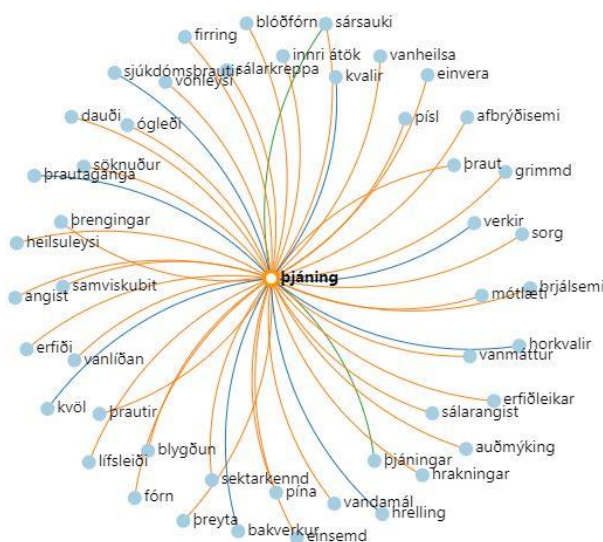 blóðfórn
sársauki
firring
innri átök
vanheilsa
sjúkdómsþrautir
vonleysi
sálarkreppa
kvalir
einvera
dauði
ógleði
písl
afbrýðisemi
söknuður
þrautaganga
þraut
grimmd
þrengingar
heilsuleysi
verkir
sorg
þjáning
angist
samviskubit
mótlæti
brjálsemi
erfiði
vanlíðan
horkvalir
vanmáttur
kvöl
þrautir
erfiðleikar
sálarangist
lífsleiði
blygðun
auðmýking
þjáningar
hrakningar
fórn
sektarkennd
pína
vandamál
hrelling
þreyta
bakverkur
einsemd